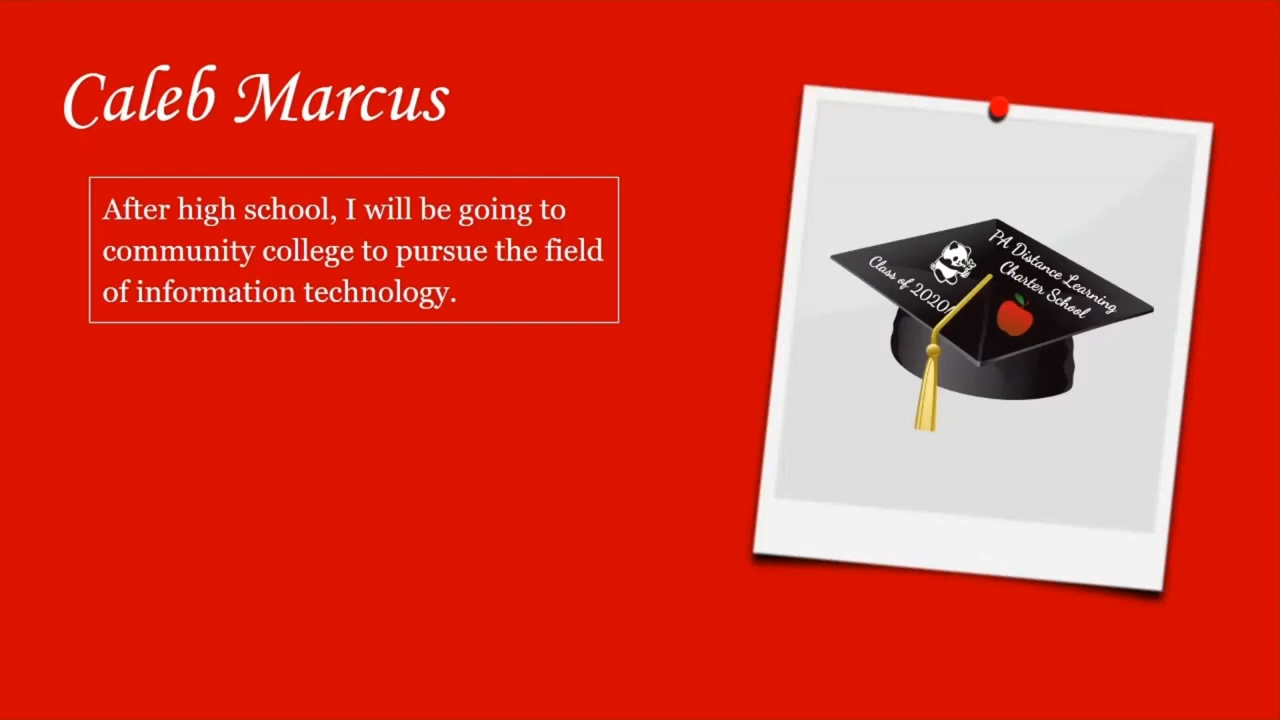 Caleb Marcus
After high school, I will be going to
community college to pursue the field
of information technology.
PA Distance Learning
Charter School
Class of 2020!